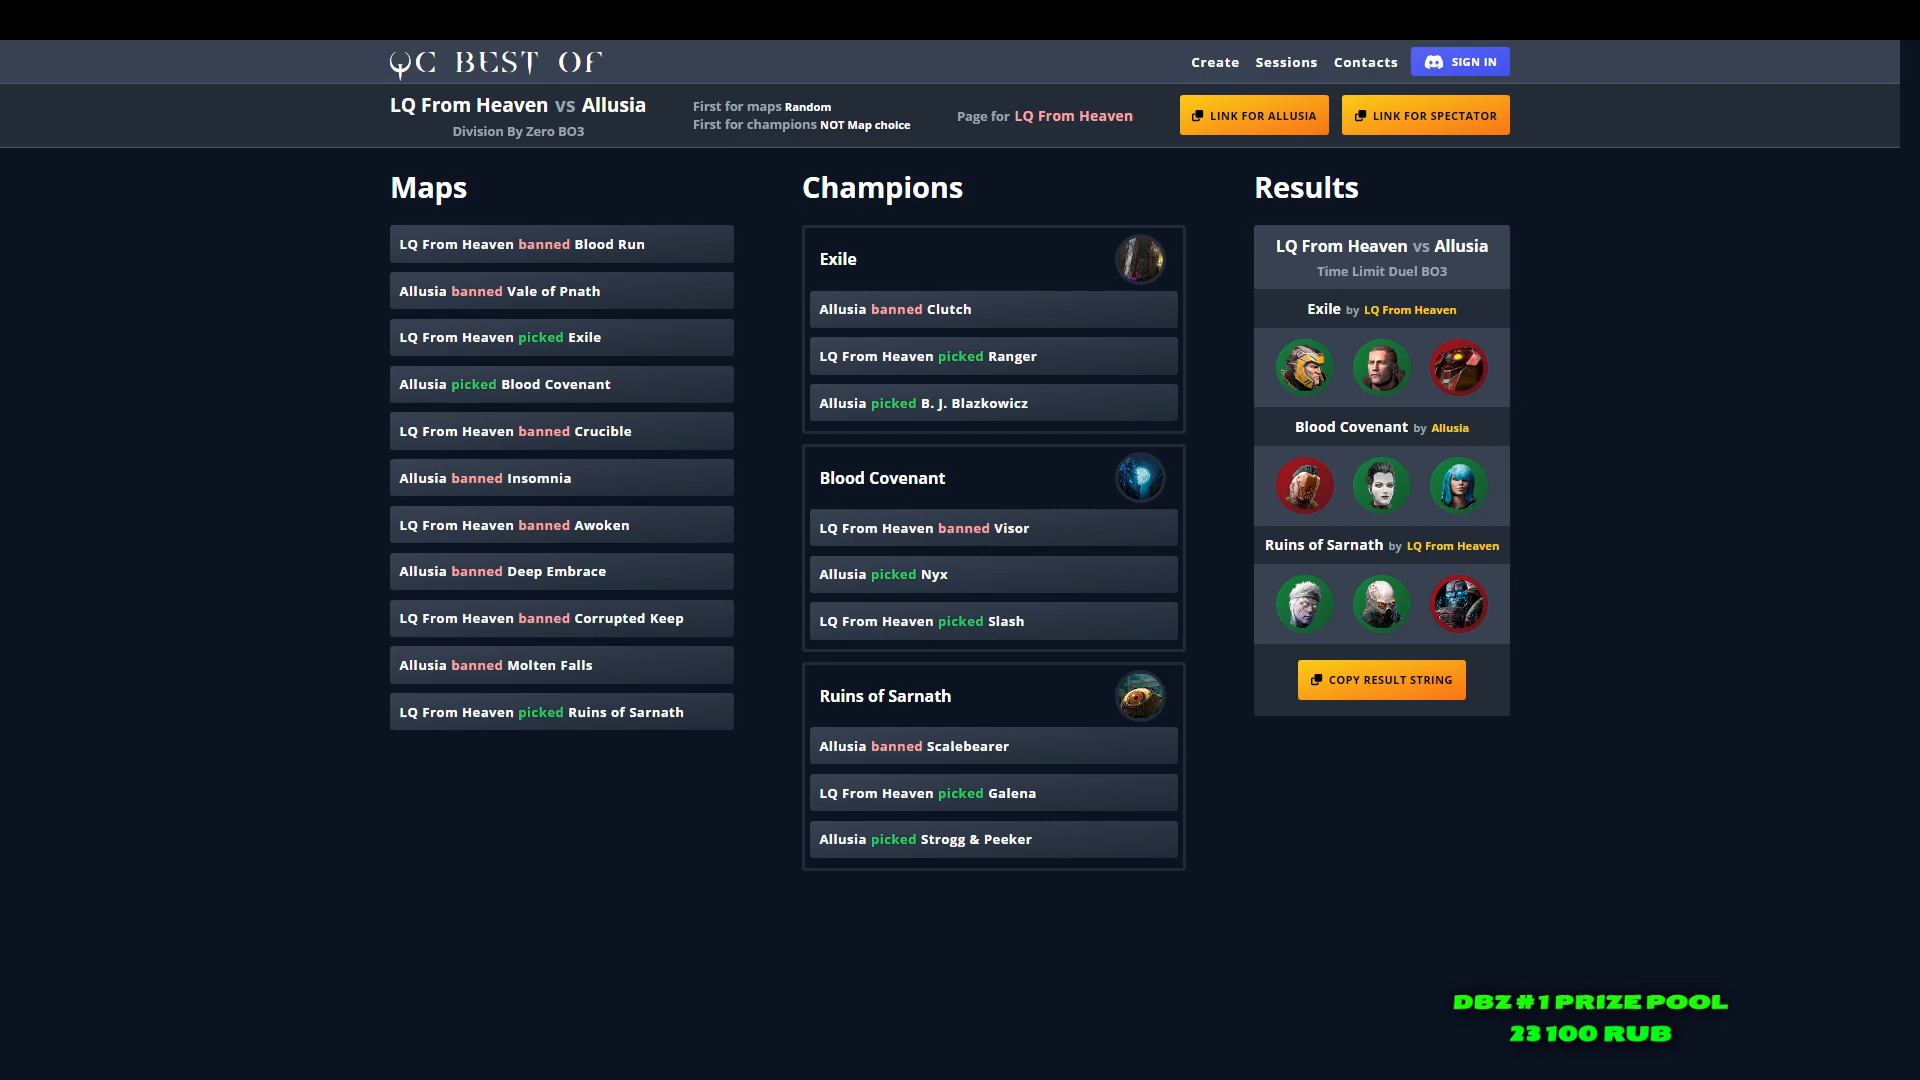 QC BEST OF
Create Sessions Contacts SIGN IN
LQ From Heaven vs Allusia
Division By Zero BO3
First for maps Random
First for champions NOT Map choice
Page for LQ From Heaven
LINK FOR ALLUSIA
LINK FOR SPECTATOR
Maps
LQ From Heaven banned Blood Run
Allusia banned Vale of Pnath
LQ From Heaven picked Exile
Allusia picked Blood Covenant
LQ From Heaven banned Crucible
Allusia banned Insomnia
LQ From Heaven banned Awoken
Allusia banned Deep Embrace
LQ From Heaven banned Corrupted Keep
Allusia banned Molten Falls
LQ From Heaven picked Ruins of Sarnath
Champions
Exile
Allusia banned Clutch
LQ From Heaven picked Ranger
Allusia picked B. J. Blazkowicz
Blood Covenant
LQ From Heaven banned Visor
Allusia picked Nyx
LQ From Heaven picked Slash
Ruins of Sarnath
Allusia banned Scalebearer
LQ From Heaven picked Galena
Allusia picked Strogg & Peeker
Results
LQ From Heaven vs Allusia
Time Limit Duel BO3
Exile by LQ From Heaven
Blood Covenant by Allusia
Ruins of Sarnath by LQ From Heaven
COPY RESULT STRING
DBZ #1 PRIZE POOL
23100 RUB